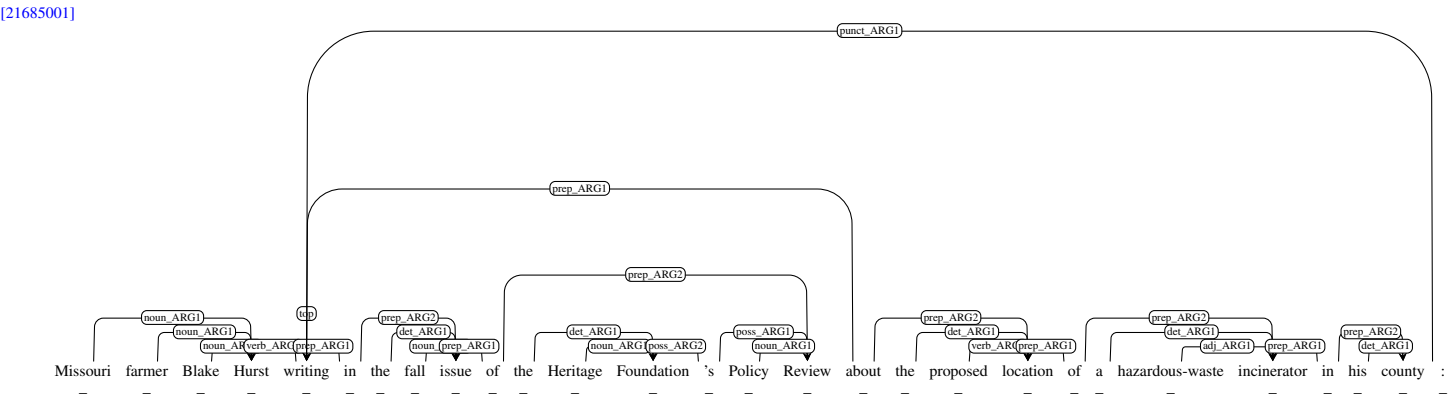 [21685001]
punct_ARG1
prep_ARG1
prep_ARG2
top
noun_ARG1 prep_ARG2 prep_ARG2 prep_ARG2
noun_ARG1 det_ARG1 det_ARG1 poss_ARG1 det_ARG1 det_ARG1 prep_ARG2
prep_ARG1 prep_ARG1 noun_ARG1 poss_ARG2 noun_ARG1 prep_ARG1 adj_ARG1 prep_ARG1 det_ARG1
Missouri farmer Blake Hurst writing in the fall issue of the Heritage Foundation 's Policy Review about the proposed location of a hazardous-waste incinerator in his county :
_ _ _ _ _ _ _ _ _ _ _ _ _ _ _ _ _ _ _ _ _ _ _ _ _ _ _ _